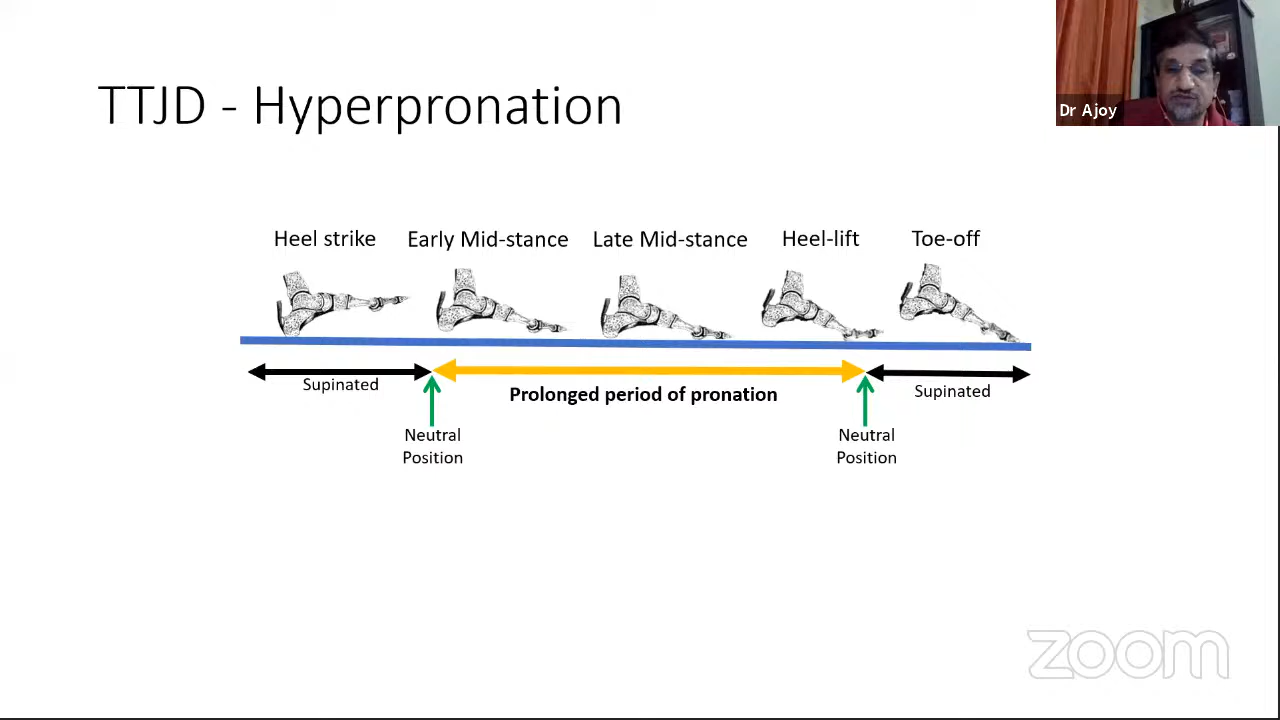 TTJD - Hyperpronation
Dr Ajoy
Heel strike
Early Mid-stance
Late Mid-stance
Heel-lift
Toe-off
Supinated
Prolonged period of pronation
Supinated
Neutral
Position
Neutral
Position
zoom